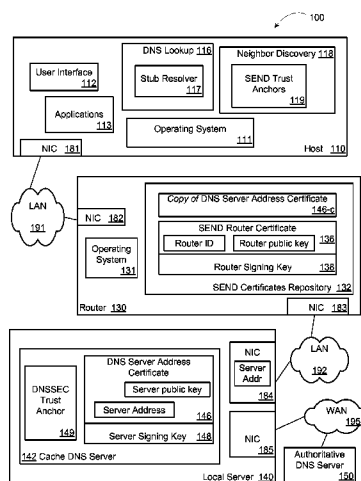 100
DNS Lookup 116
Neighbor Discovery 118
User Interface
112
Stub Resolver
117
SEND Trust
Anchors
119
Applications
113
Operating System
111
NIC 181
Host 110
LAN
191
NIC 182
Copy of DNS Server Address Certificate
146-c
SEND Router Certificate
Router ID
Router public key
136
Operating
System
131
Router Signing Key
138
SEND Certificates Repository 132
Router 130
NIC 183
DNS Server Address
Certificate
Server public key
Server Address
146
DNSSEC
Trust
Anchor
149
Server Signing Key
148
142 Cache DNS Server
NIC
Server
Addr
184
LAN
192
NIC
185
WAN
195
Authoritative
DNS Server
150
Local Server 140